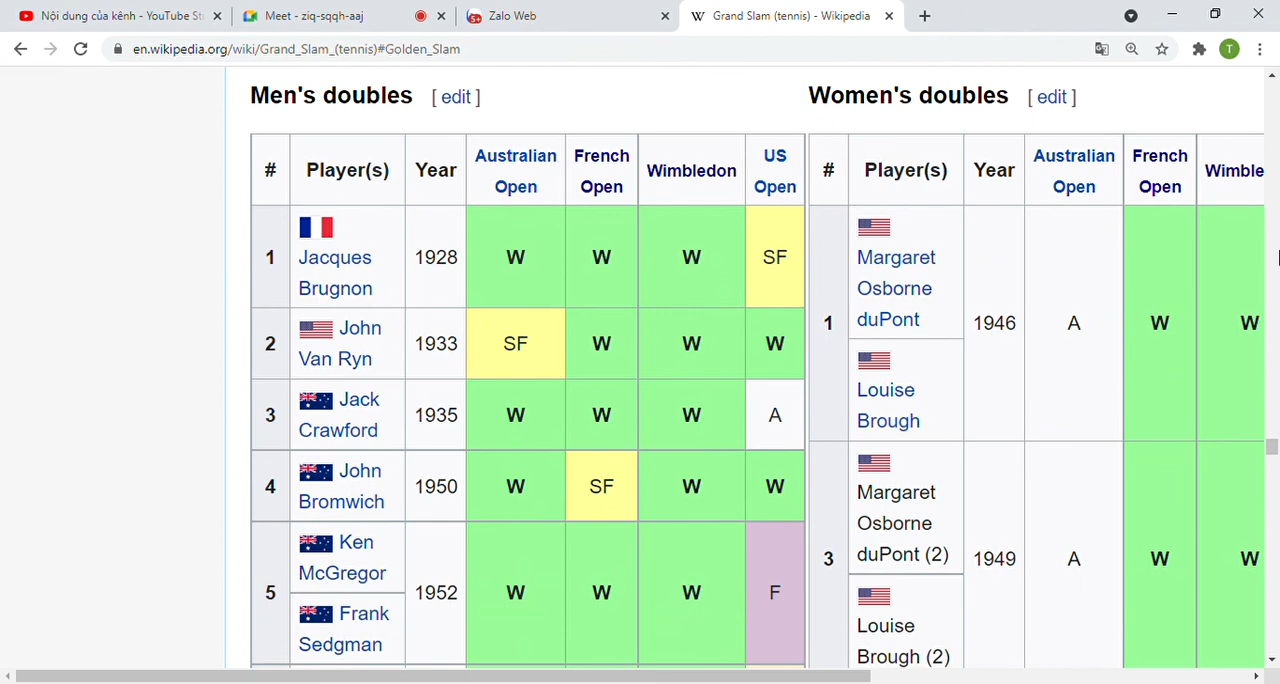 Nội dung của kênh - YouTube St
Meet - ziq-sqqh-aaj
5+
Zalo Web
W Grand Slam (tennis) - Wikipedia
en.wikipedia.org/wiki/Grand_Slam_(tennis)#Golden_Slam
T
Men's doubles [ edit ]
# Player(s) Year Australian Open French Open Wimbledon US Open
1 Jacques Brugnon 1928 W W W SF
2 John Van Ryn 1933 SF W W W
3 Jack Crawford 1935 W W W A
4 John Bromwich 1950 W SF W W
5 Ken McGregor 1952 W W W F
Frank Sedgman
Women's doubles [ edit ]
# Player(s) Year Australian Open French Open Wimble
1 Margaret Osborne duPont 1946 A W W
Louise Brough
3 Margaret Osborne duPont (2) 1949 A W W
Louise Brough (2)